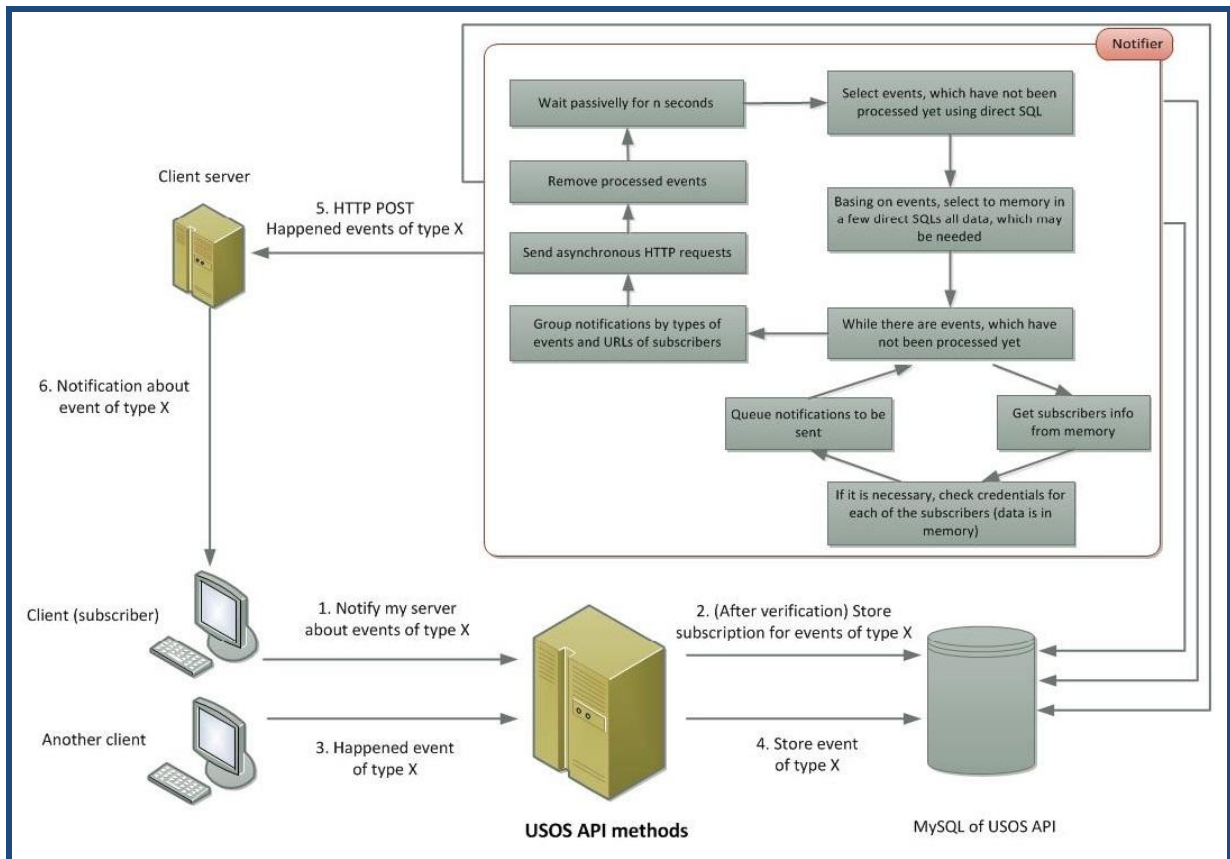 Notifier
Wait passivelly for n seconds
Select events, which have not been
processed yet using direct SQL
Remove processed events
Basing on events, select to memory in
a few direct SQLs all data, which may
be needed
Send asynchronous HTTP requests
Group notifications by types of
events and URLs of subscribers
While there are events, which have
not been processed yet
Queue notifications to be
sent
Get subscribers info
from memory
If it is necessary, check credentials for
each of the subscribers (data is in
memory)
Client server
5. HTTP POST
Happened events of type X
6. Notification about
event of type X
Client (subscriber)
1. Notify my server
about events of type X
2. (After verification) Store
subscription for events of type X
Another client
3. Happened event
of type X
4. Store event
of type X
USOS API methods
MySQL of USOS API